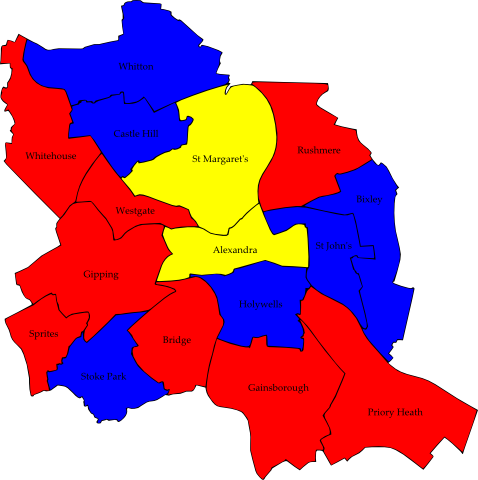 Whitton
Castle Hill
Whitehouse
St Margaret's
Rushmere
Bixley
Westgate
Alexandra
St John's
Gipping
Holywells
Sprites
Bridge
Stoke Park
Gainsborough
Priory Heath